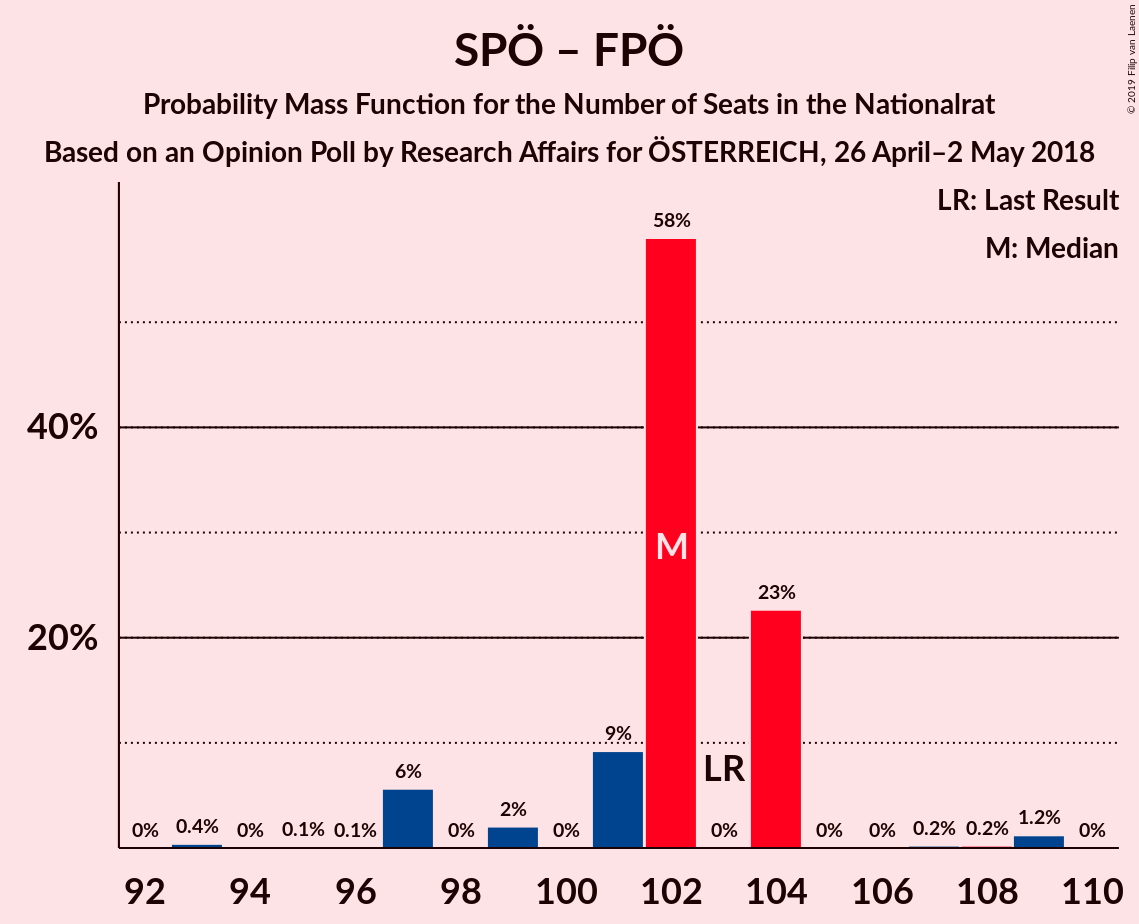 SPÖ – FPÖ
Probability Mass Function for the Number of Seats in the Nationalrat
Based on an Opinion Poll by Research Affairs for ÖSTERREICH, 26 April–2 May 2018
© 2019 Filip van Laenen
LR: Last Result
M: Median
58%
40%
M
23%
20%
9%
LR
6%
2%
0% 0.4% 0% 0.1% 0.1% 0% 0% 0% 0% 0% 0.2% 0.2% 1.2% 0%
92 94 96 98 100 102 104 106 108 110